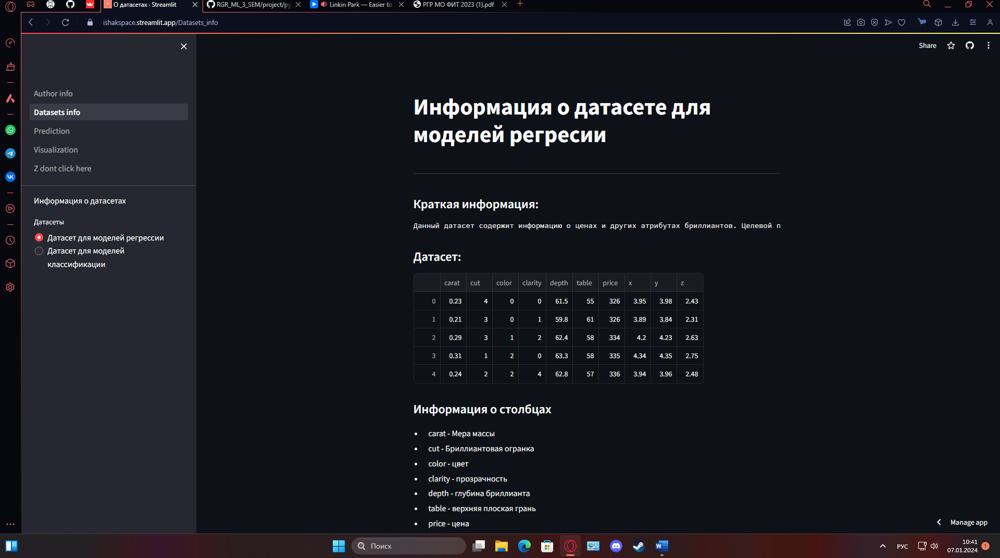 О датасетах · Streamlit
RGR_ML_3_SEM/project/py
Linkin Park — Easier to
РГР МО ФИТ 2023 (1).pdf
ishakspace.streamlit.app/Datasets_info
Share
Author info
Datasets info
Prediction
Visualization
Z dont click here
Информация о датасетах
Датасеты
Датасет для моделей регрессии
Датасет для моделей
классификации
Информация о датасете для
моделей регресии
Краткая информация:
Данный датасет содержит информацию о ценах и других атрибутах бриллиантов. Целевой п
Датасет:
carat cut color clarity depth table price x y z
0 0.23 4 0 0 61.5 55 326 3.95 3.98 2.43
1 0.21 3 0 1 59.8 61 326 3.89 3.84 2.31
2 0.29 3 1 2 62.4 58 334 4.2 4.23 2.63
3 0.31 1 2 0 63.3 58 335 4.34 4.35 2.75
4 0.24 2 2 4 62.8 57 336 3.94 3.96 2.48
Информация о столбцах
• carat - Мера массы
• cut - Бриллиантовая огранка
• color - цвет
• clarity - прозрачность
• depth - глубина бриллианта
• table - верхняя плоская грань
• price - цена
Manage app
Поиск
РУС
10:41
07.01.2024
1